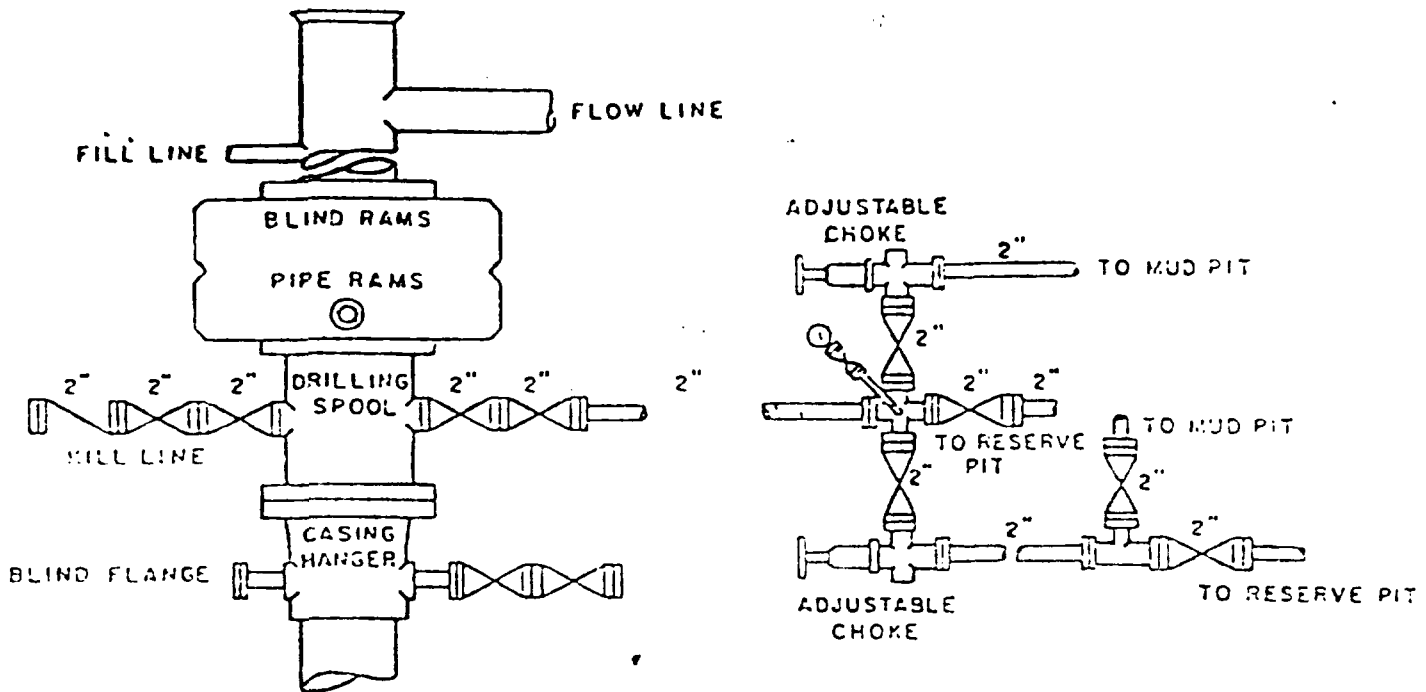 FLOW LINE
FILL LINE
BLIND RAMS
PIPE RAMS
2" 2" 2"
DRILLING
SPOOL
2" 2" 2"
KILL LINE
CASING
HANGER
BLIND FLANGE
ADJUSTABLE
CHOKE
2"
TO MUD PIT
2"
2" 2"
TO RESERVE
PIT
TO MUD PIT
2"
2"
2"
2"
TO RESERVE PIT
ADJUSTABLE
CHOKE